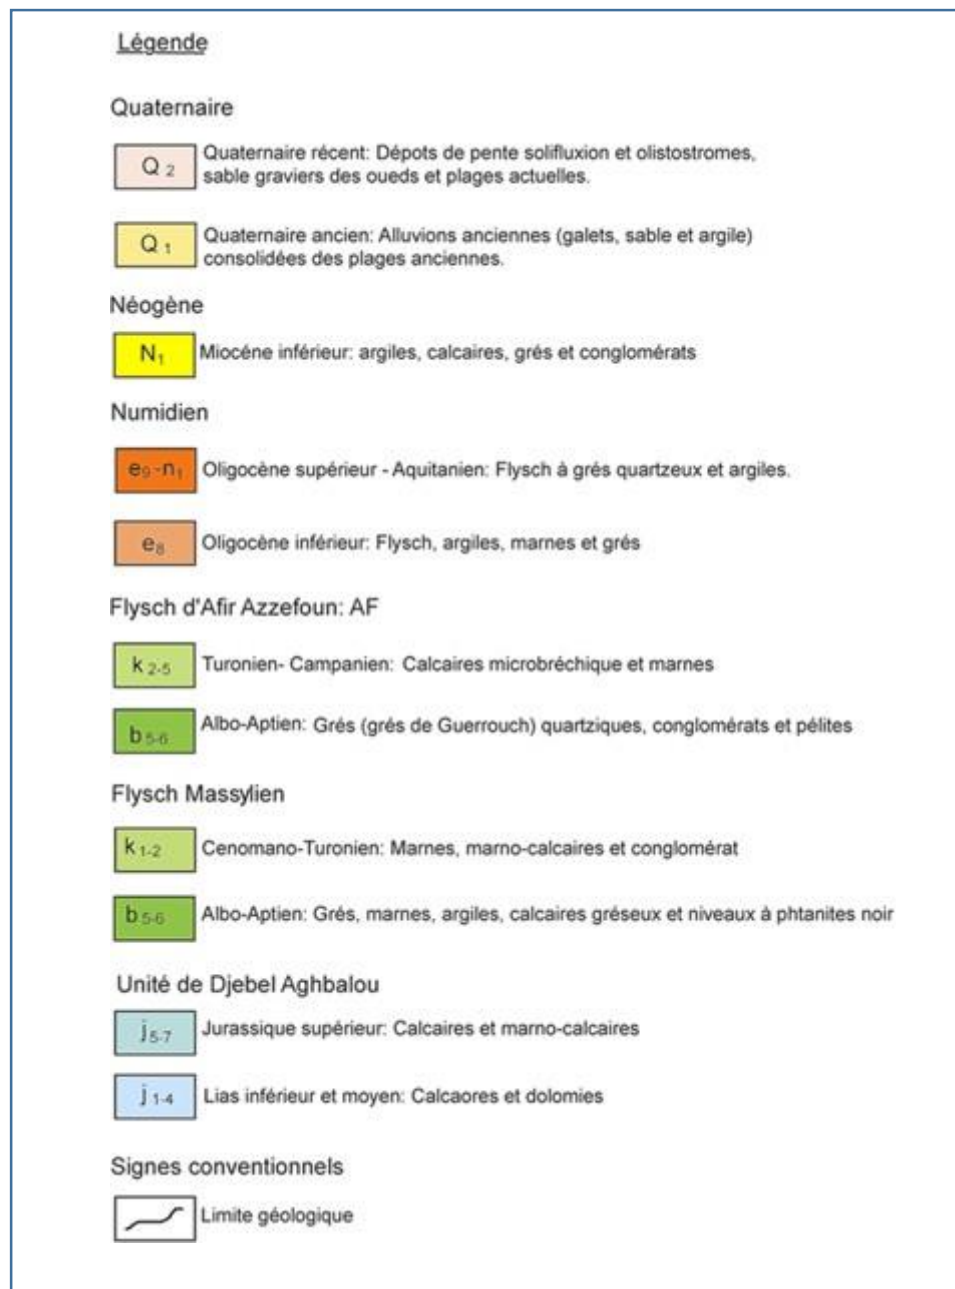 Légende
Quaternaire
Q 2 Quaternaire récent: Dépots de pente solifluxion et olistostromes,
sable graviers des oueds et plages actuelles.
Q 1 Quaternaire ancien: Alluvions anciennes (galets, sable et argile)
consolidées des plages anciennes.
Néogène
N1 Miocéne inférieur: argiles, calcaires, grés et conglomérats
Numidien
e9-n1 Oligocène supérieur - Aquitanien: Flysch à grés quartzeux et argiles.
e8 Oligocène inférieur: Flysch, argiles, marnes et grés
Flysch d'Afir Azzefoun: AF
k 2-5 Turonien- Campanien: Calcaires microbréchique et marnes
b 5-6 Albo-Aptien: Grés (grés de Guerrouch) quartziques, conglomérats et pélites
Flysch Massylien
k 1-2 Cenomano-Turonien: Marnes, marno-calcaires et conglomérat
b 5-6 Albo-Aptien: Grés, marnes, argiles, calcaires gréseux et niveaux à phtanites noir
Unité de Djebel Aghbalou
j 5-7 Jurassique supérieur: Calcaires et marno-calcaires
j 1-4 Lias inférieur et moyen: Calcaores et dolomies
Signes conventionnels
Limite géologique